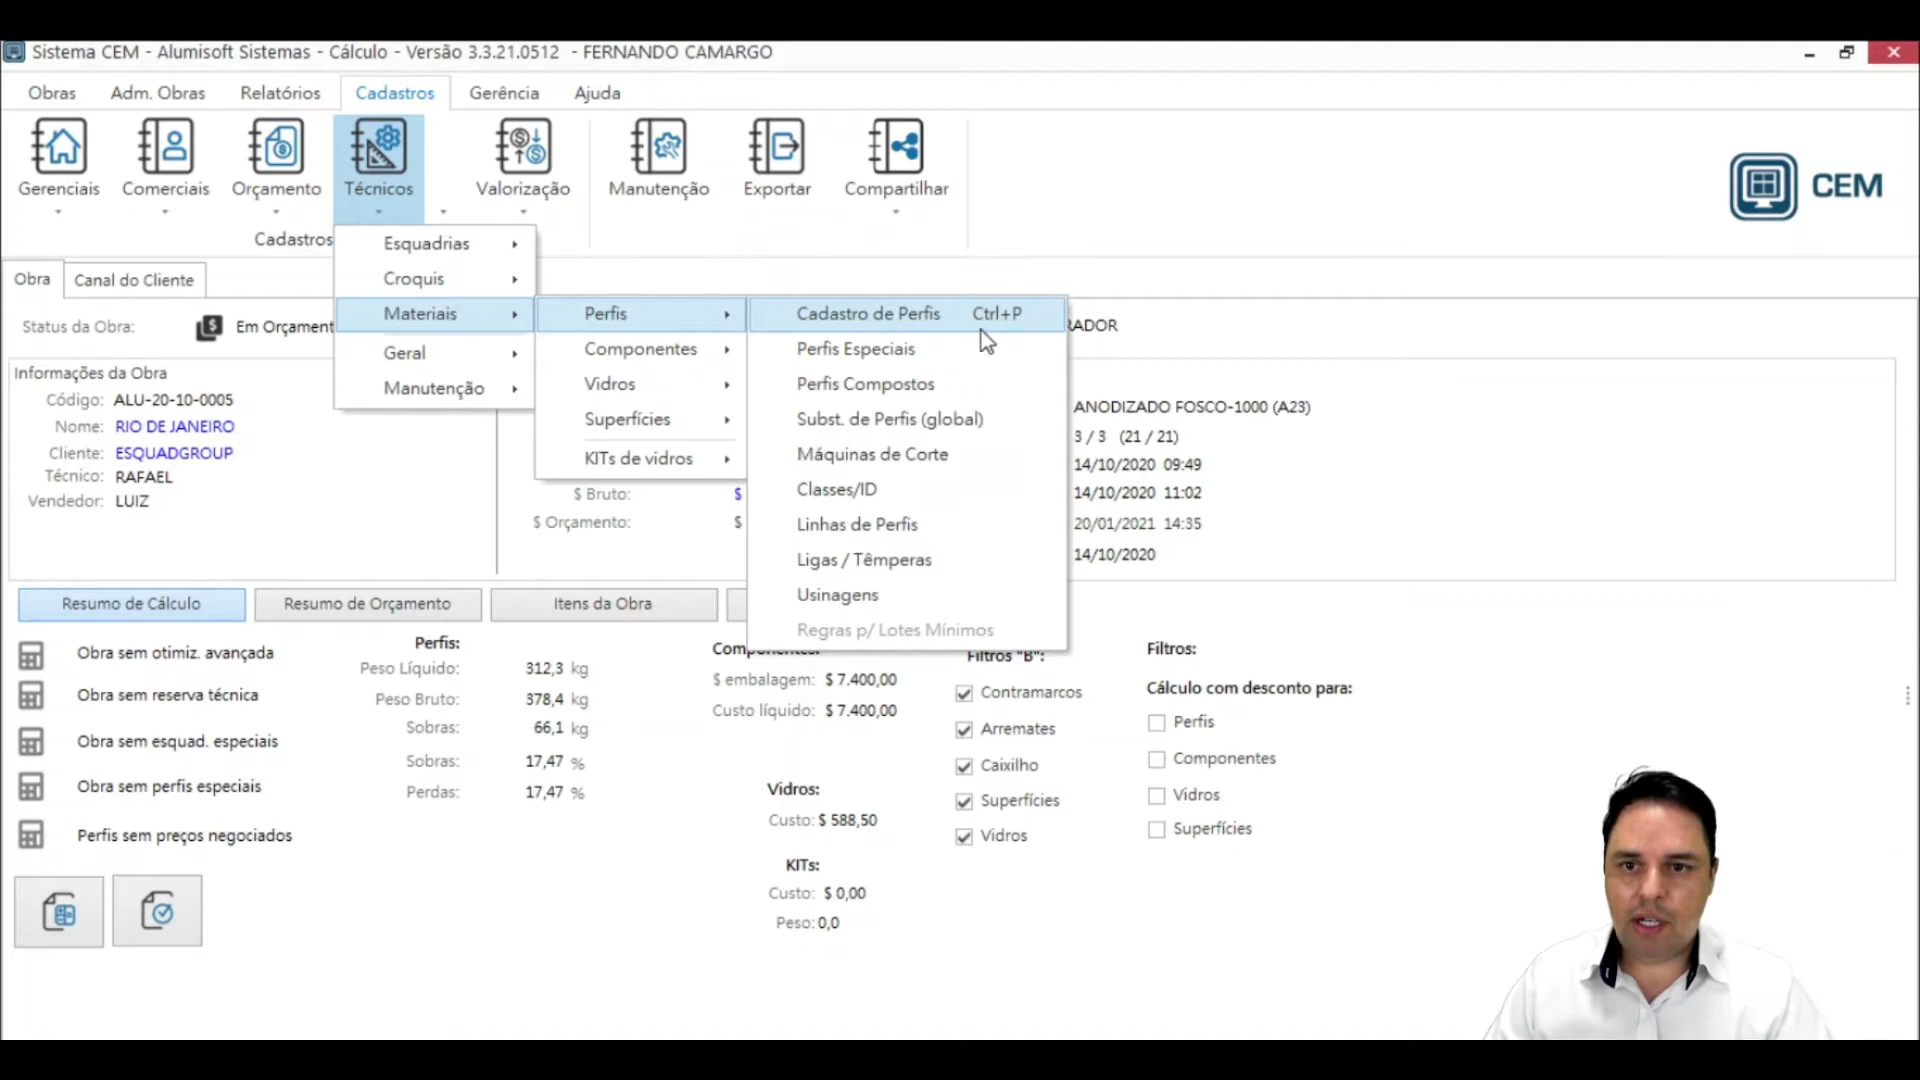 Sistema CEM - Alumisoft Sistemas - Cálculo - Versão 3.3.21.0512 - FERNANDO CAMARGO
Obras Adm. Obras Relatórios Cadastros Gerência Ajuda
Gerenciais Comerciais Orçamento Técnicos Valorização Manutenção Exportar Compartilhar
CEM
Cadastros
Esquadrias
Croquis
Materiais
Geral
Manutenção
Perfis
Componentes
Vidros
Superfícies
KITs de vidros
Cadastro de Perfis Ctrl+P
Perfis Especiais
Perfis Compostos
Subst. de Perfis (global)
Máquinas de Corte
Classes/ID
Linhas de Perfis
Ligas / Têmperas
Usinagens
Regras p/ Lotes Mínimos
Obra Canal do Cliente
Status da Obra: Em Orçament
RADOR
Informações da Obra
Código: ALU-20-10-0005
Nome: RIO DE JANEIRO
Cliente: ESQUADGROUP
Técnico: RAFAEL
Vendedor: LUIZ
$ Bruto: $
$ Orçamento: $
ANODIZADO FOSCO-1000 (A23)
3 / 3 (21 / 21)
14/10/2020 09:49
14/10/2020 11:02
20/01/2021 14:35
14/10/2020
Resumo de Cálculo Resumo de Orçamento Itens da Obra
Obra sem otimiz. avançada
Obra sem reserva técnica
Obra sem esquad. especiais
Obra sem perfis especiais
Perfis sem preços negociados
Perfis:
Peso Líquido: 312,3 kg
Peso Bruto: 378,4 kg
Sobras: 66,1 kg
Sobras: 17,47 %
Perdas: 17,47 %
Componentes:
$ embalagem: $ 7.400,00
Custo líquido: $ 7.400,00
Vidros:
Custo: $ 588,50
KITs:
Custo: $ 0,00
Peso: 0,0
Filtros "B":
Contramarcos
Arremates
Caixilho
Superfícies
Vidros
Filtros:
Cálculo com desconto para:
Perfis
Componentes
Vidros
Superfícies